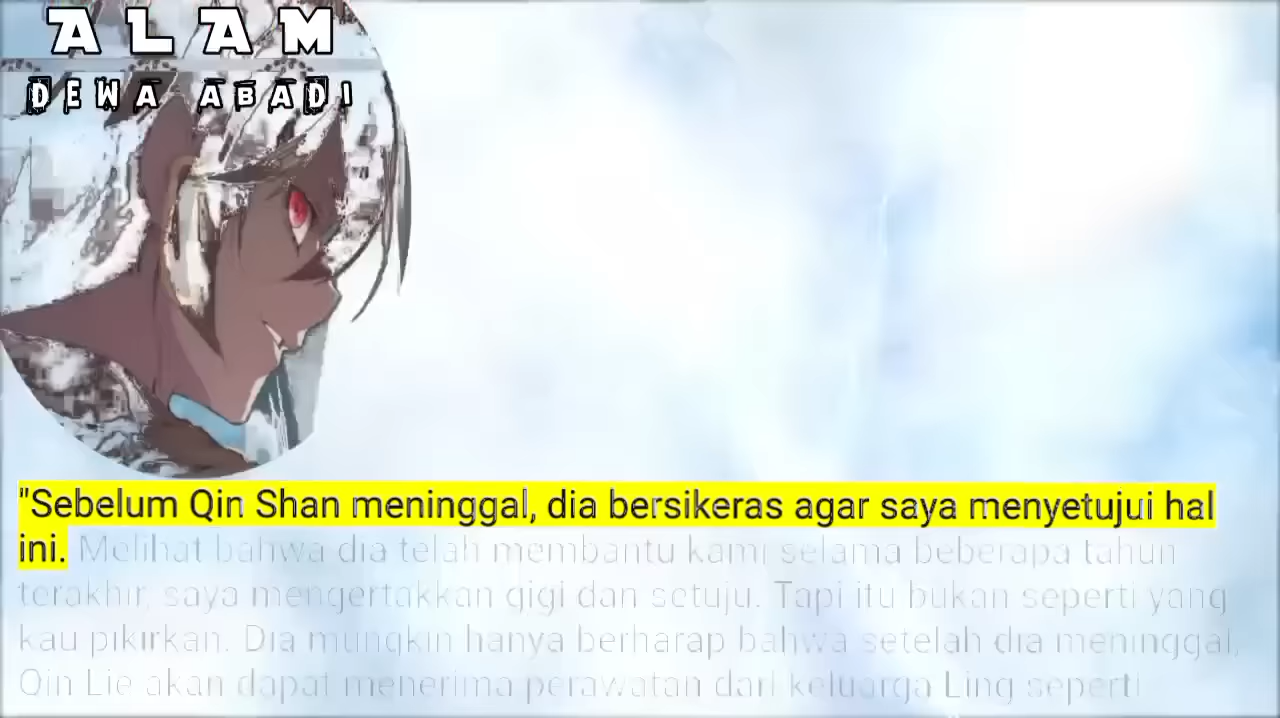 ALAM
DEWA ABADI
"Sebelum Qin Shan meninggal, dia bersikeras agar saya menyetujui hal
ini. Melihat bahwa dia telah membantu kami selama beberapa tahun
terakhir, saya mengertakkan gigi dan setuju. Tapi itu bukan seperti yang
kau pikirkan. Dia mungkin hanya berharap bahwa setelah dia meninggal,
Qin Lie akan dapat menerima perawatan dari keluarga Ling seperti